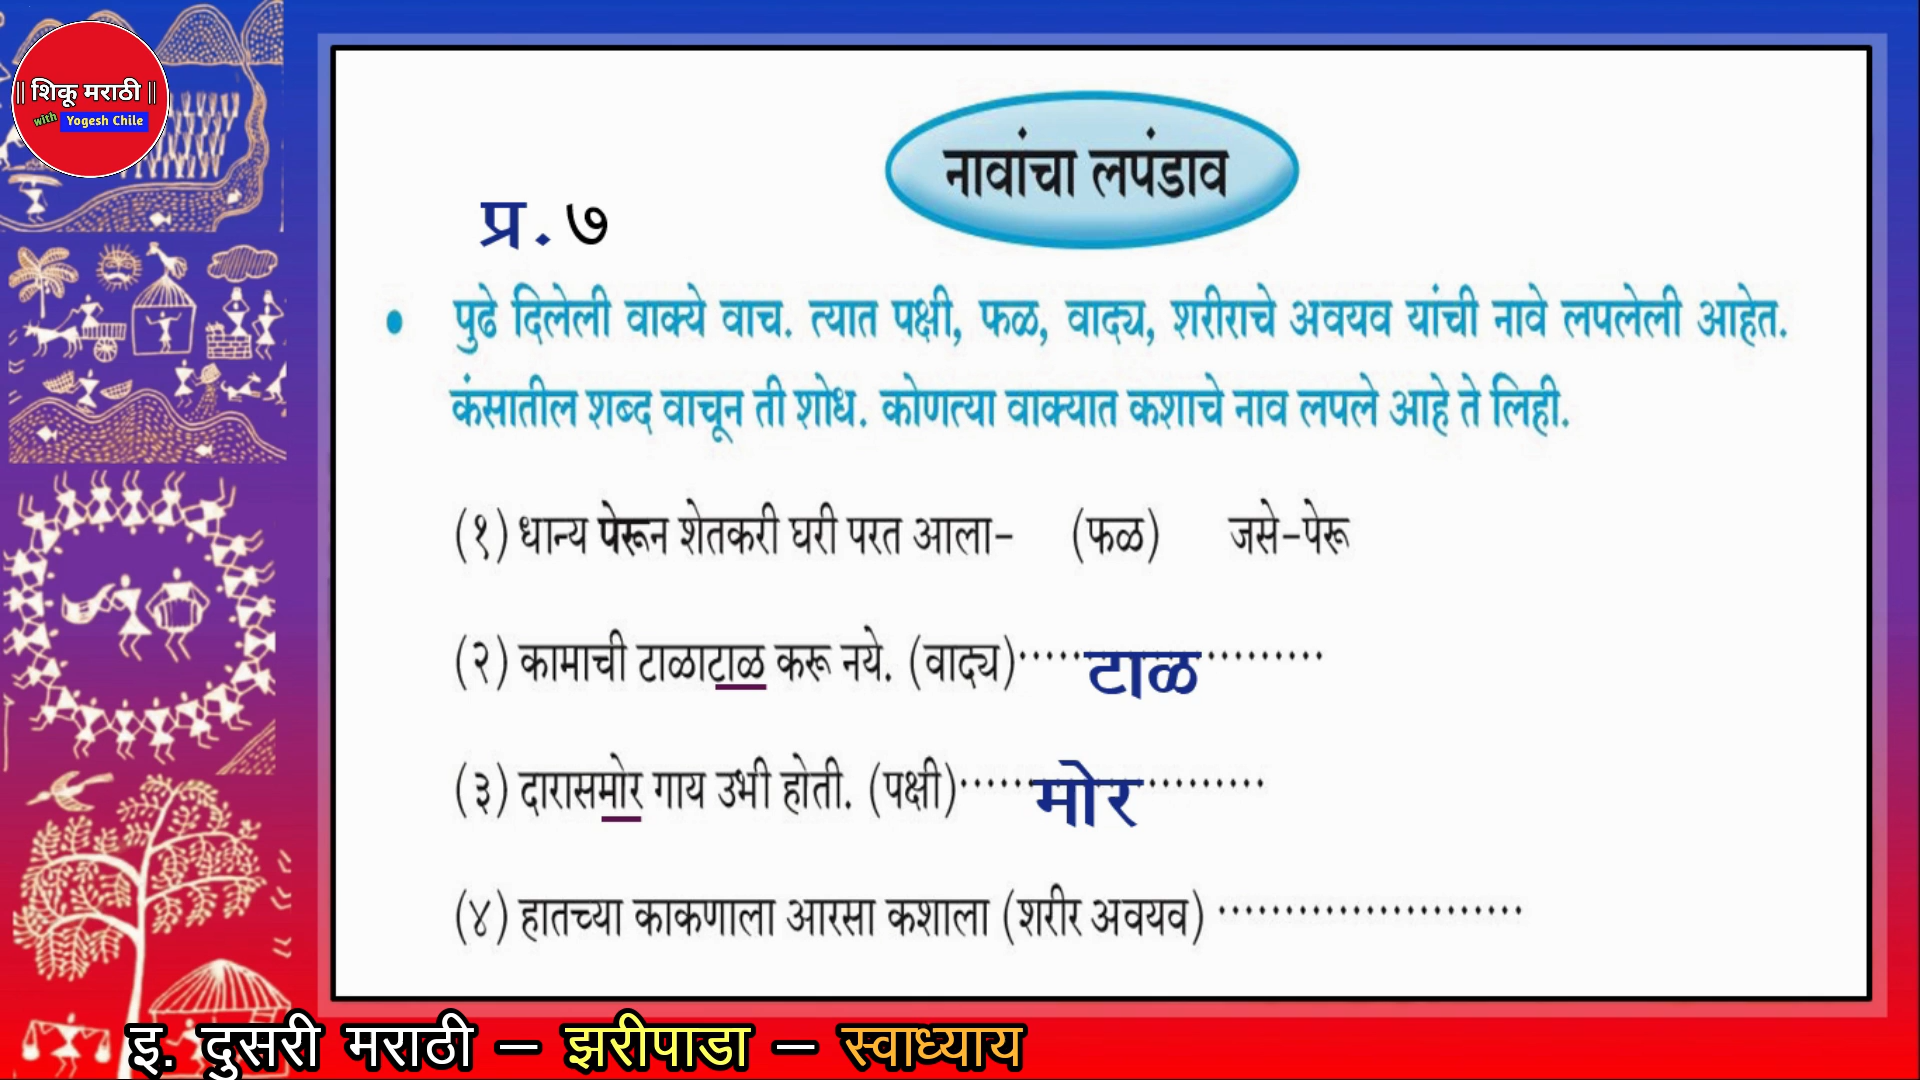 || शिकू मराठी ||
with Yogesh Chile
नावांचा लपंडाव
प्र. ७
• पुढे दिलेली वाक्ये वाच. त्यात पक्षी, फळ, वाद्य, शरीराचे अवयव यांची नावे लपलेली आहेत.
कंसातील शब्द वाचून ती शोध. कोणत्या वाक्यात कशाचे नाव लपले आहे ते लिही.
(१) धान्य पेरून शेतकरी घरी परत आला- (फळ) जसे-पेरू
(२) कामाची टाळाटाळ करू नये. (वाद्य)·····टाळ·········
(३) दारासमोर गाय उभी होती. (पक्षी)······मोर··········
(४) हातच्या काकणाला आरसा कशाला (शरीर अवयव) ·······················
इ. दुसरी मराठी – झरीपाडा – स्वाध्याय